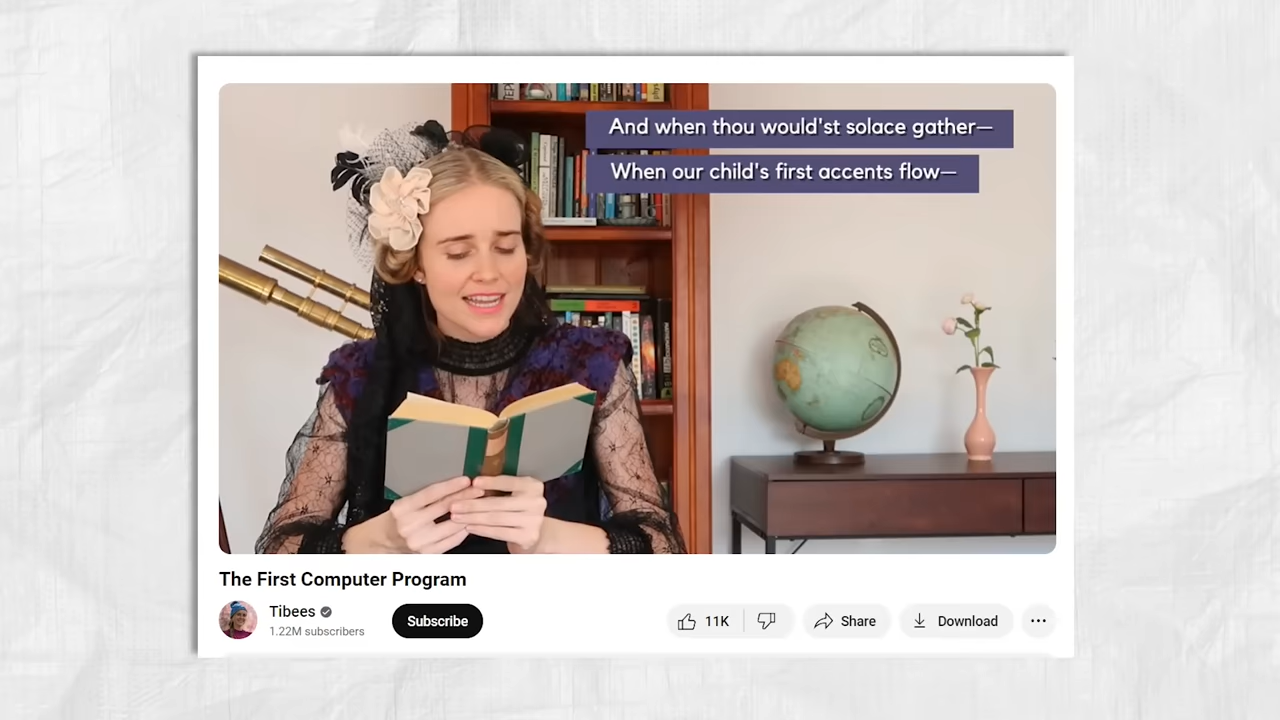 And when thou would'st solace gather—
When our child's first accents flow—
The First Computer Program
Tibees
1.22M subscribers
Subscribe
11K
Share
Download